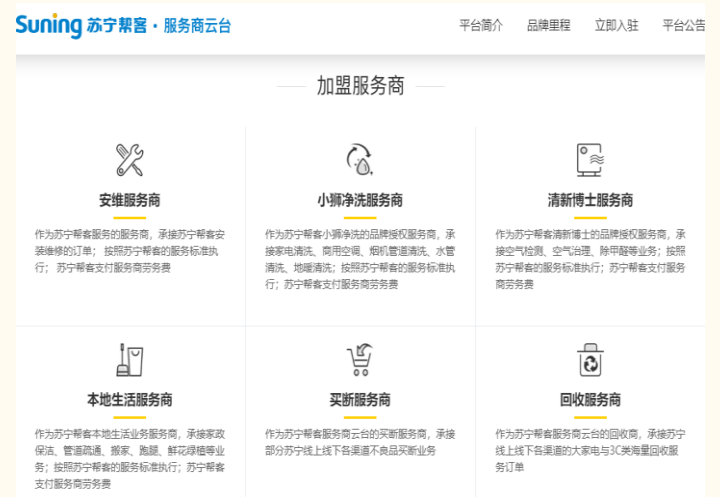 Suning 苏宁帮客·服务商云台
平台简介 品牌里程 立即入驻 平台公告
加盟服务商
安维服务商
作为苏宁帮客服务的服务商，承接苏宁帮客安
装维修的订单； 按照苏宁帮客的服务标准执
行； 苏宁帮客支付服务商劳务费
小狮净洗服务商
作为苏宁帮客小狮净洗的品牌授权服务商，承
接家电清洗、商用空调、烟机管道清洗、水管
清洗、地暖清洗；按照苏宁帮客的服务标准执
行；苏宁帮客支付服务商劳务费
清新博士服务商
作为苏宁帮客清新博士的品牌授权服务商，承
接空气检测、空气治理、除甲醛等业务；按照
苏宁帮客的服务标准执行；苏宁帮客支付服务
商劳务费
本地生活服务商
作为苏宁帮客本地生活业务服务商，承接家政
保洁、管道疏通、搬家、跑腿、鲜花绿植等业
务；按照苏宁帮客的服务标准执行；苏宁帮客
支付服务商劳务费
买断服务商
作为苏宁帮客服务商云台的买断服务商，承接
部分苏宁线上线下各渠道不良品买断业务
回收服务商
作为苏宁帮客服务商云台的回收商，承接苏宁
线上线下各渠道的大家电与3C类海量回收服
务订单